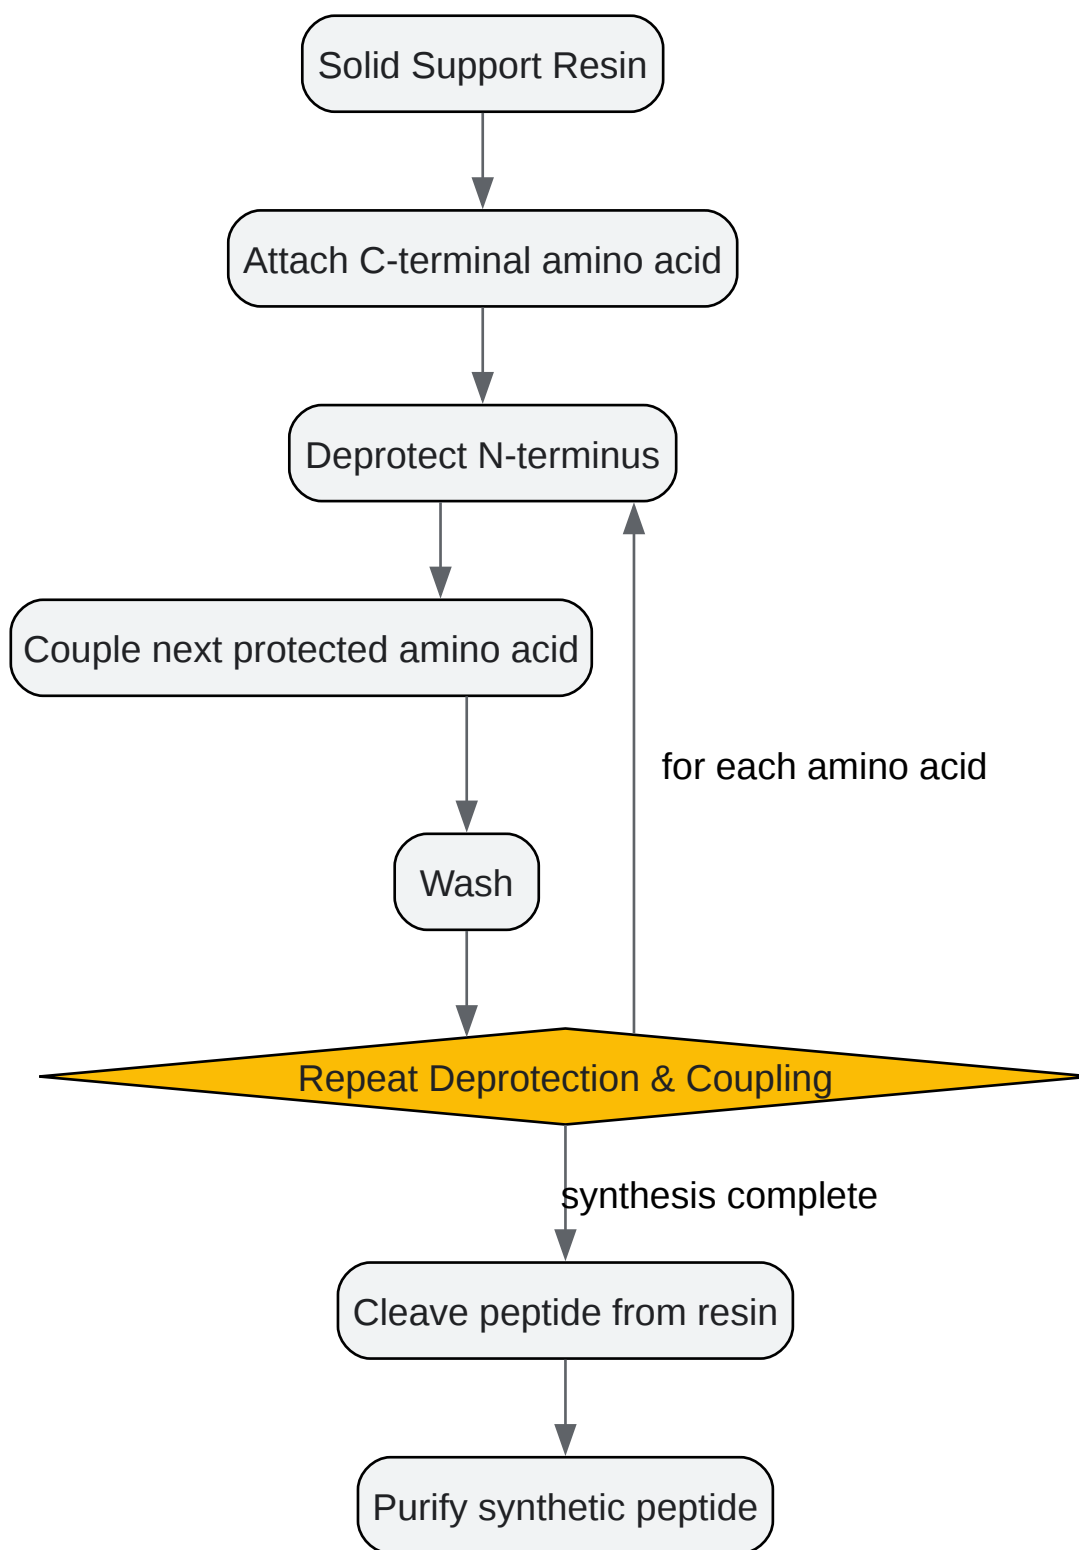 Solid Support Resin
Attach C-terminal amino acid
Deprotect N-terminus
Couple next protected amino acid
for each amino acid
Wash
Repeat Deprotection & Coupling
synthesis complete
Cleave peptide from resin
Purify synthetic peptide